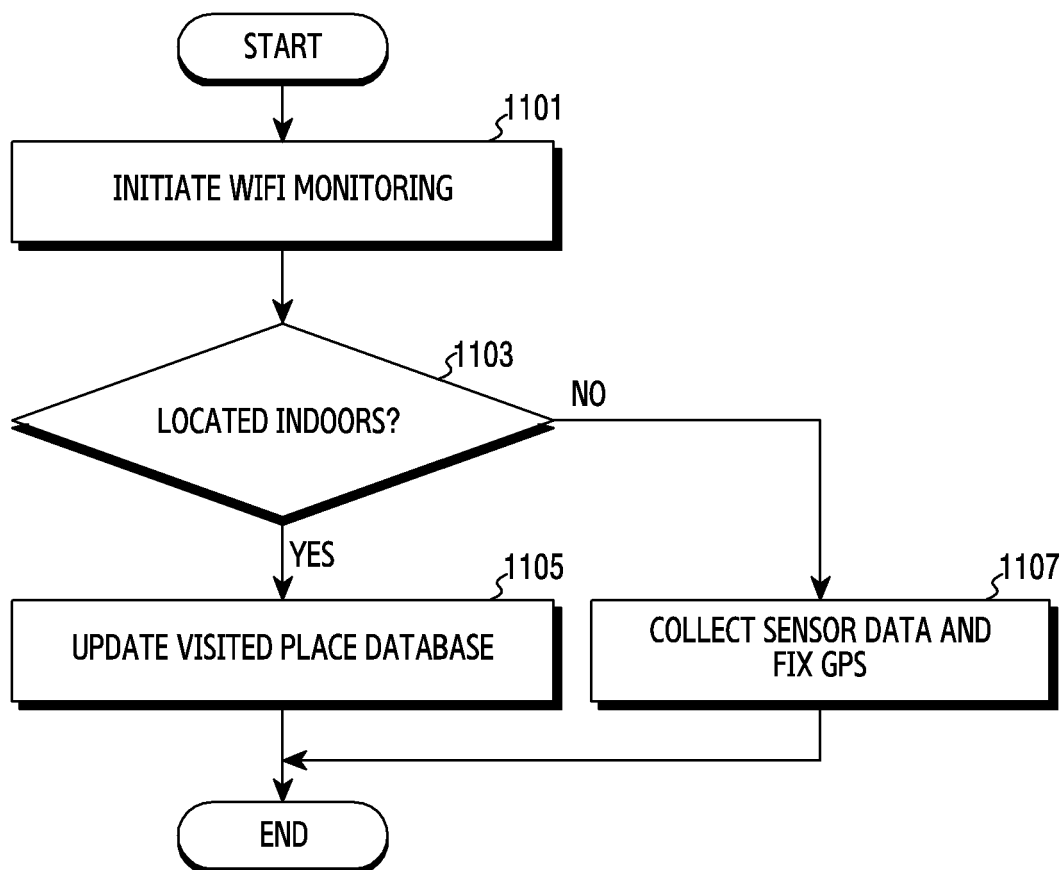 START
1101
INITIATE WIFI MONITORING
1103
LOCATED INDOORS?
NO
YES
1105
UPDATE VISITED PLACE DATABASE
1107
COLLECT SENSOR DATA AND
FIX GPS
END